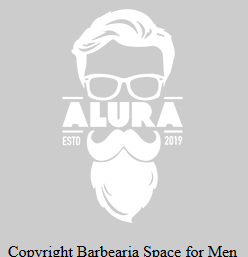 ALURA
ESTD 2019
Copyright Barbearia Space for Men